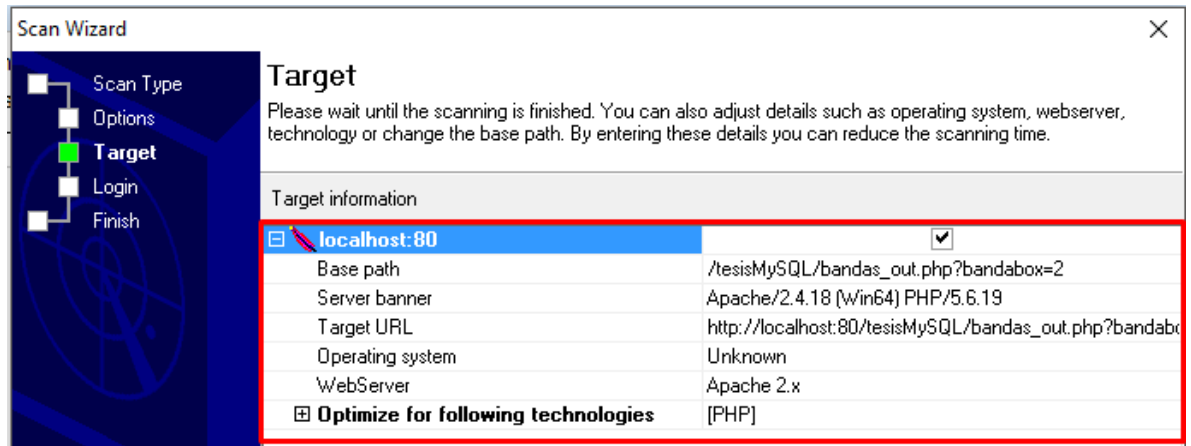 Scan Wizard
Scan Type
Options
Target
Login
Finish
Target
Please wait until the scanning is finished. You can also adjust details such as operating system, webserver,
technology or change the base path. By entering these details you can reduce the scanning time.
Target information
localhost:80
Base path /tesisMySQL/bandas_out.php?bandabox=2
Server banner Apache/2.4.18 (Win64) PHP/5.6.19
Target URL http://localhost:80/tesisMySQL/bandas_out.php?bandabo
Operating system Unknown
WebServer Apache 2.x
Optimize for following technologies [PHP]